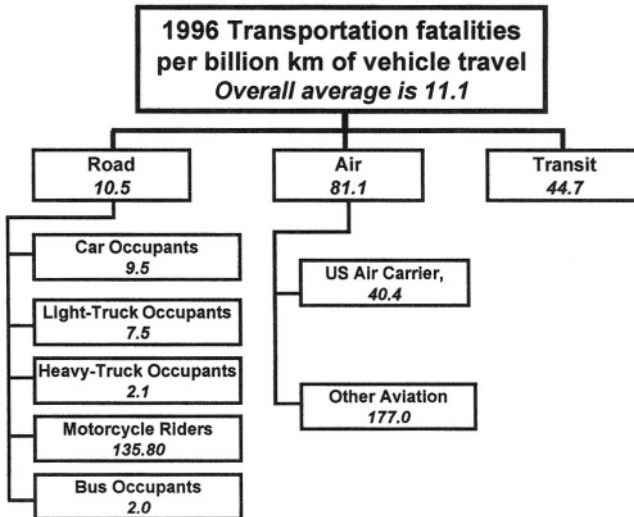 1996 Transportation fatalities
per billion km of vehicle travel
Overall average is 11.1
Road
10.5
Air
81.1
Transit
44.7
Car Occupants
9.5
Light-Truck Occupants
7.5
Heavy-Truck Occupants
2.1
Motorcycle Riders
135.80
Bus Occupants
2.0
US Air Carrier,
40.4
Other Aviation
177.0